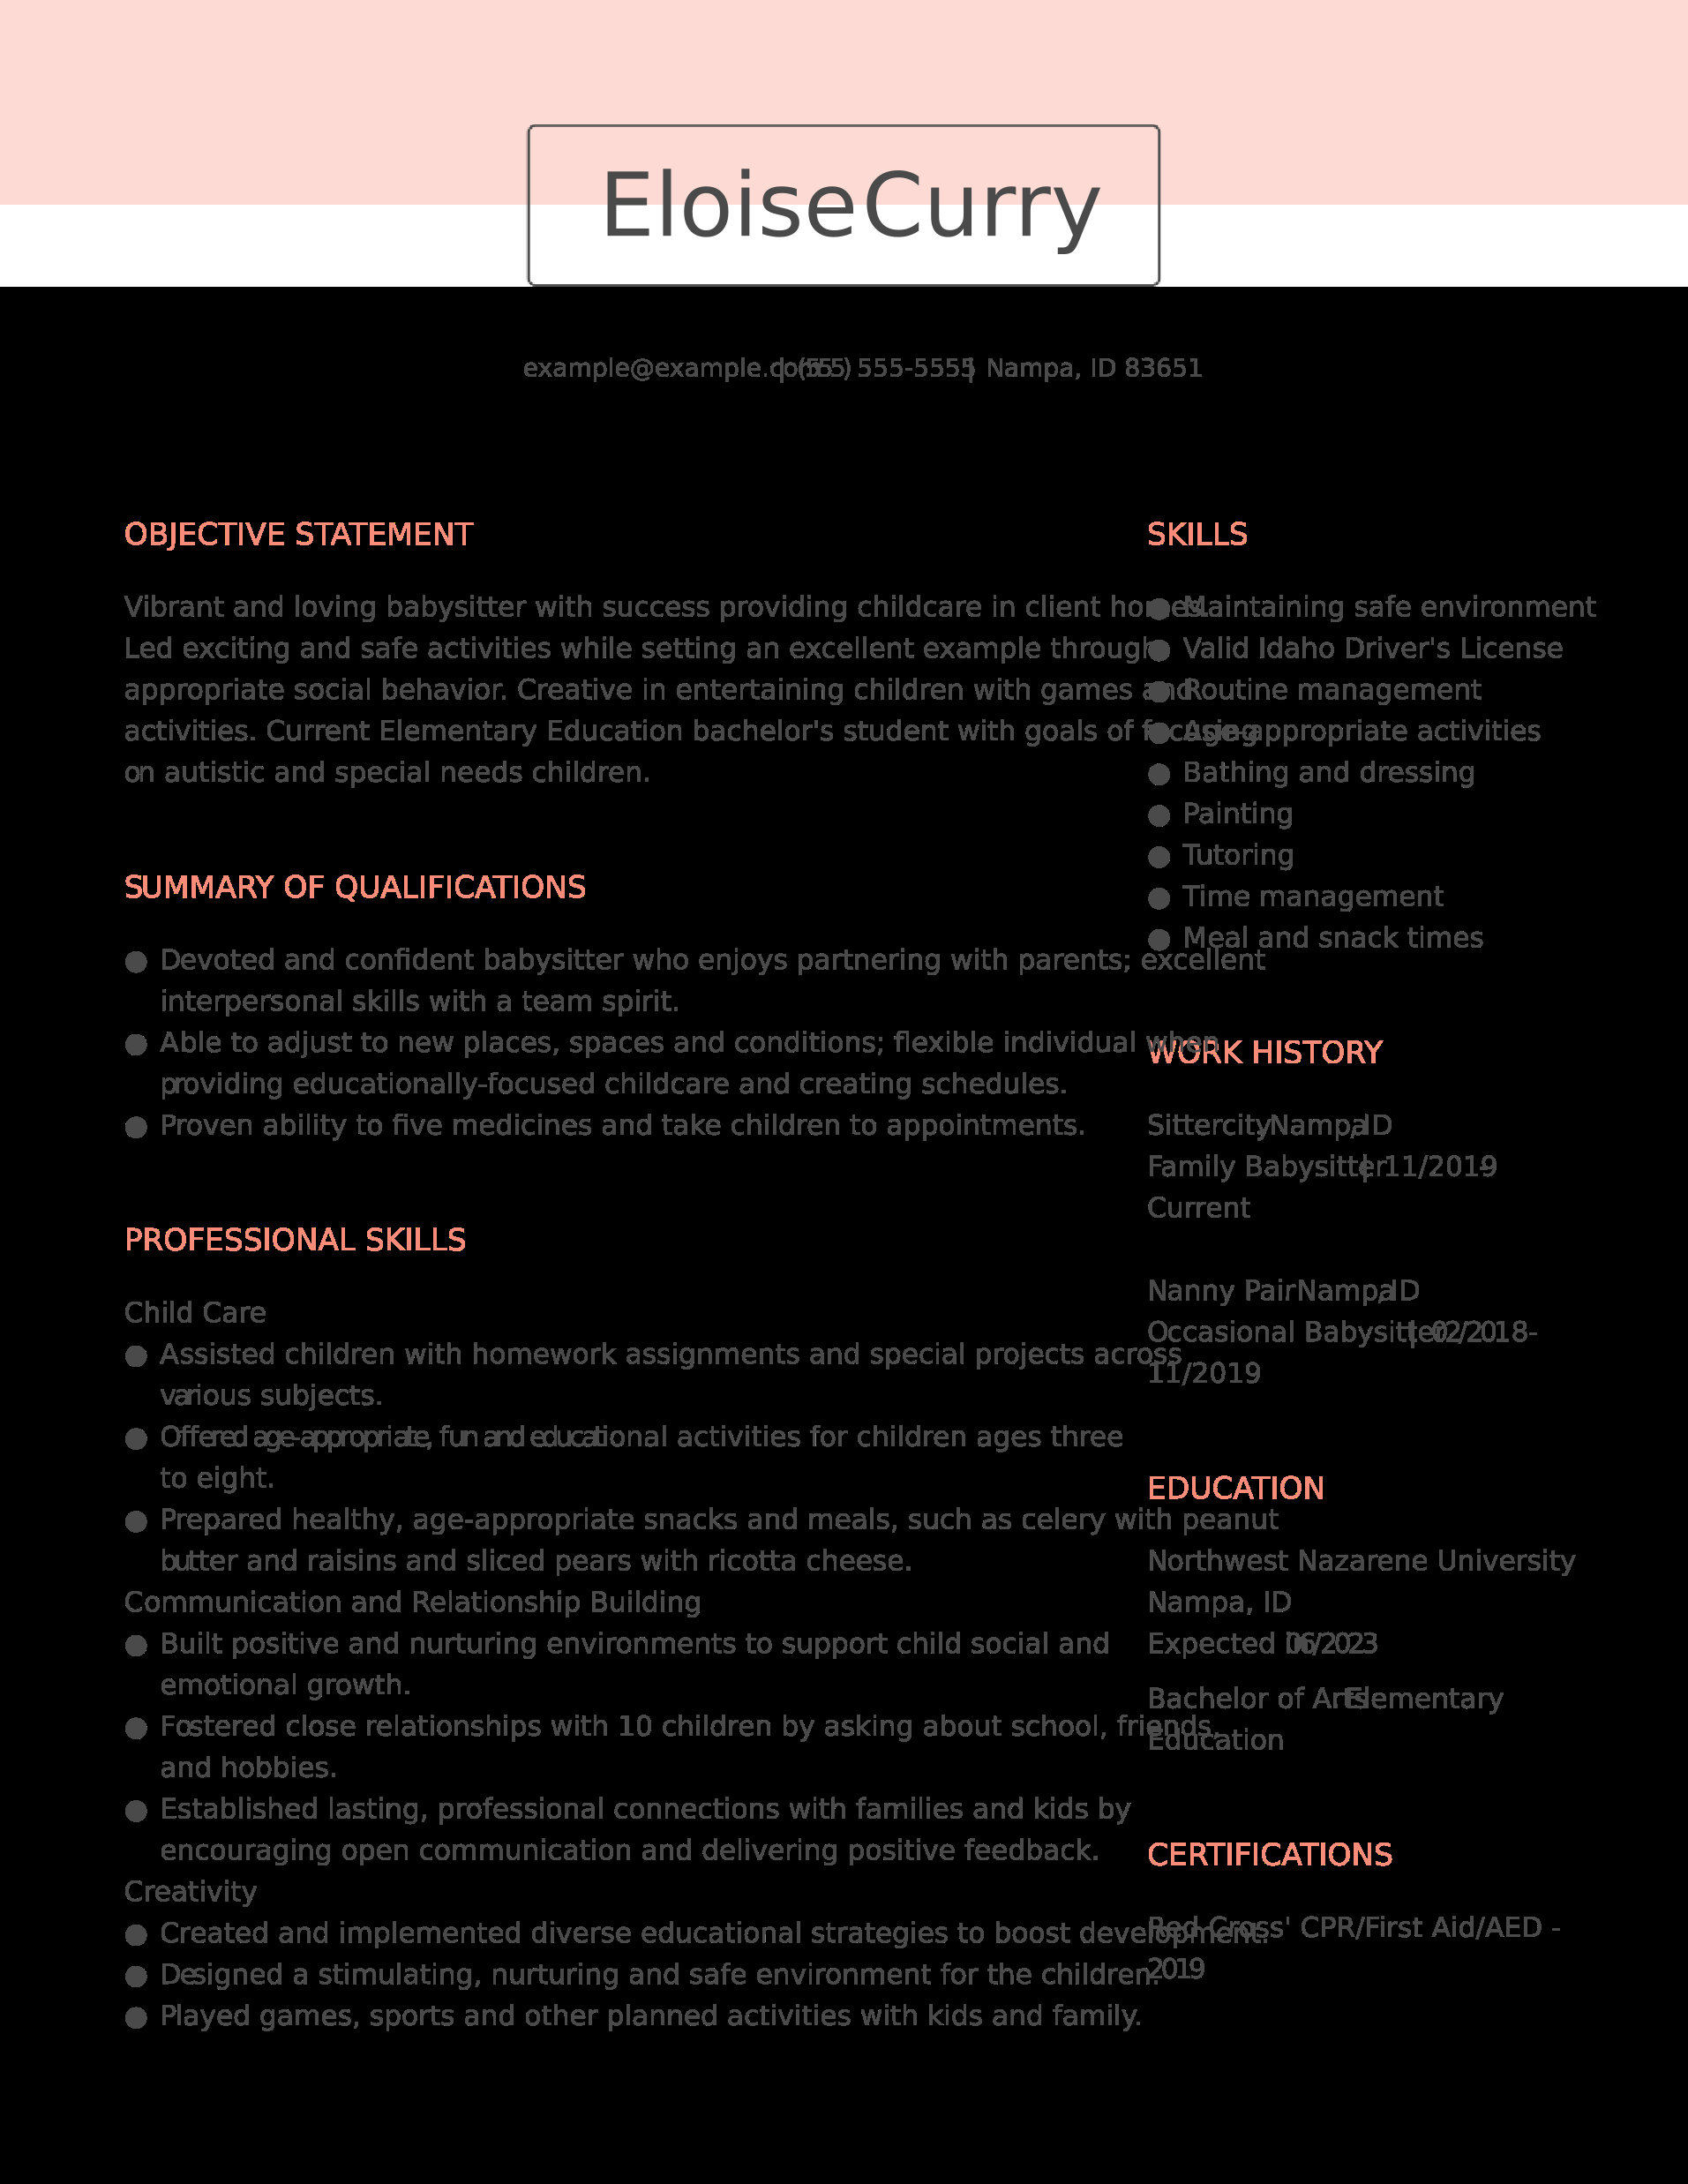 EloiseCurry
example@example.com | (555) 555-5555 | Nampa, ID 83651
OBJECTIVE STATEMENT
Vibrant and loving babysitter with success providing childcare in client homes.
Led exciting and safe activities while setting an excellent example through
appropriate social behavior. Creative in entertaining children with games and
activities. Current Elementary Education bachelor's student with goals of focusing
on autistic and special needs children.
SUMMARY OF QUALIFICATIONS
● Devoted and confident babysitter who enjoys partnering with parents; excellent
interpersonal skills with a team spirit.
● Able to adjust to new places, spaces and conditions; flexible individual when
providing educationally-focused childcare and creating schedules.
● Proven ability to five medicines and take children to appointments.
PROFESSIONAL SKILLS
Child Care
● Assisted children with homework assignments and special projects across
various subjects.
● Offered age-appropriate, fun and educational activities for children ages three
to eight.
● Prepared healthy, age-appropriate snacks and meals, such as celery with peanut
butter and raisins and sliced pears with ricotta cheese.
Communication and Relationship Building
● Built positive and nurturing environments to support child social and
emotional growth.
● Fostered close relationships with 10 children by asking about school, friends,
and hobbies.
● Established lasting, professional connections with families and kids by
encouraging open communication and delivering positive feedback.
Creativity
● Created and implemented diverse educational strategies to boost development.
● Designed a stimulating, nurturing and safe environment for the children.
● Played games, sports and other planned activities with kids and family.
SKILLS
● Maintaining safe environment
● Valid Idaho Driver's License
● Routine management
● Age-appropriate activities
● Bathing and dressing
● Painting
● Tutoring
● Time management
● Meal and snack times
WORK HISTORY
Sittercity Nampa, ID
Family Babysitter | 11/2019 -
Current
Nanny Pair Nampa, ID
Occasional Babysitter | 02/2018 -
11/2019
EDUCATION
Northwest Nazarene University
Nampa, ID
Expected in 06/2023
Bachelor of Arts Elementary
Education
CERTIFICATIONS
Red Cross' CPR/First Aid/AED -
2019